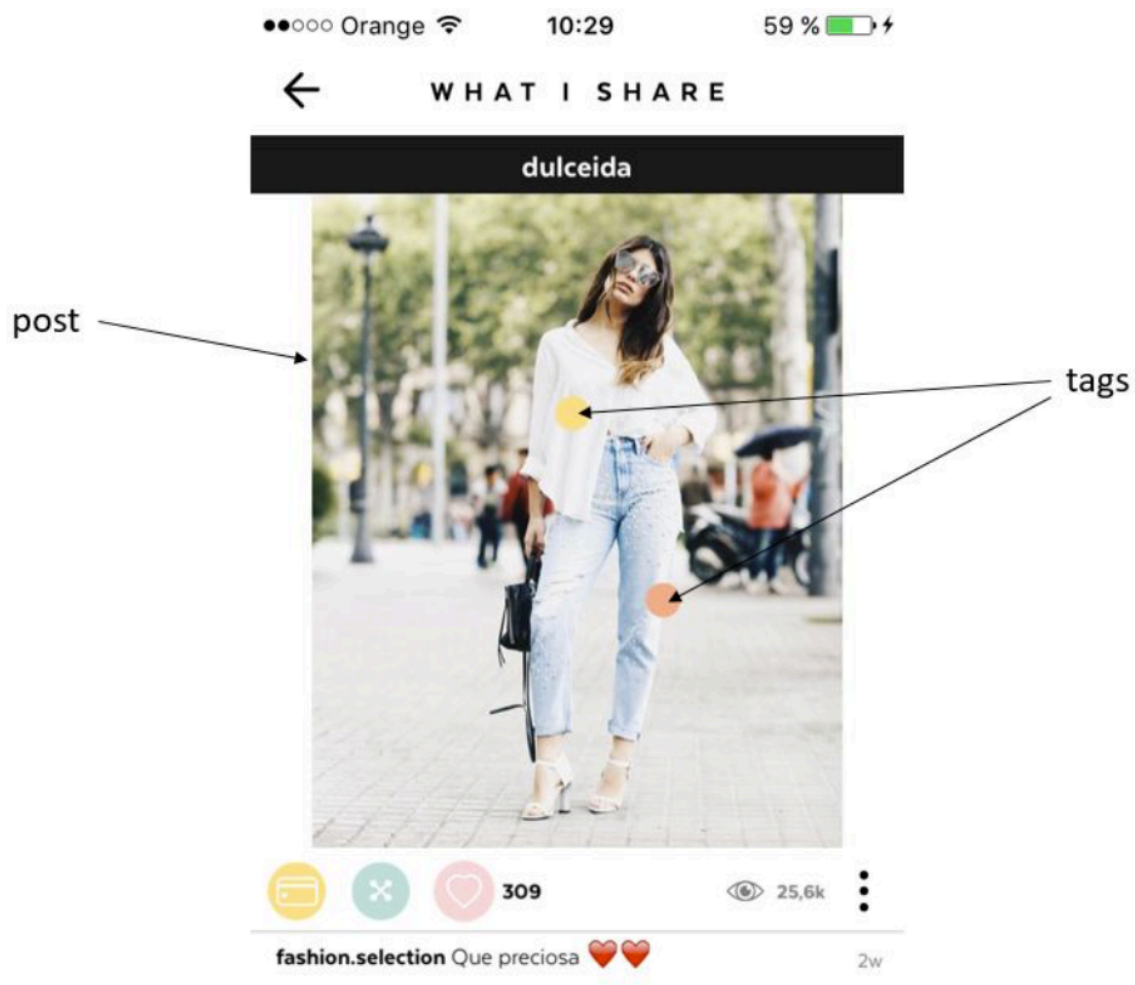 Orange 10:29 59 %
WHAT I SHARE
dulceida
post
tags
309 25,6k
fashion.selection Que preciosa ❤️❤️ 2w